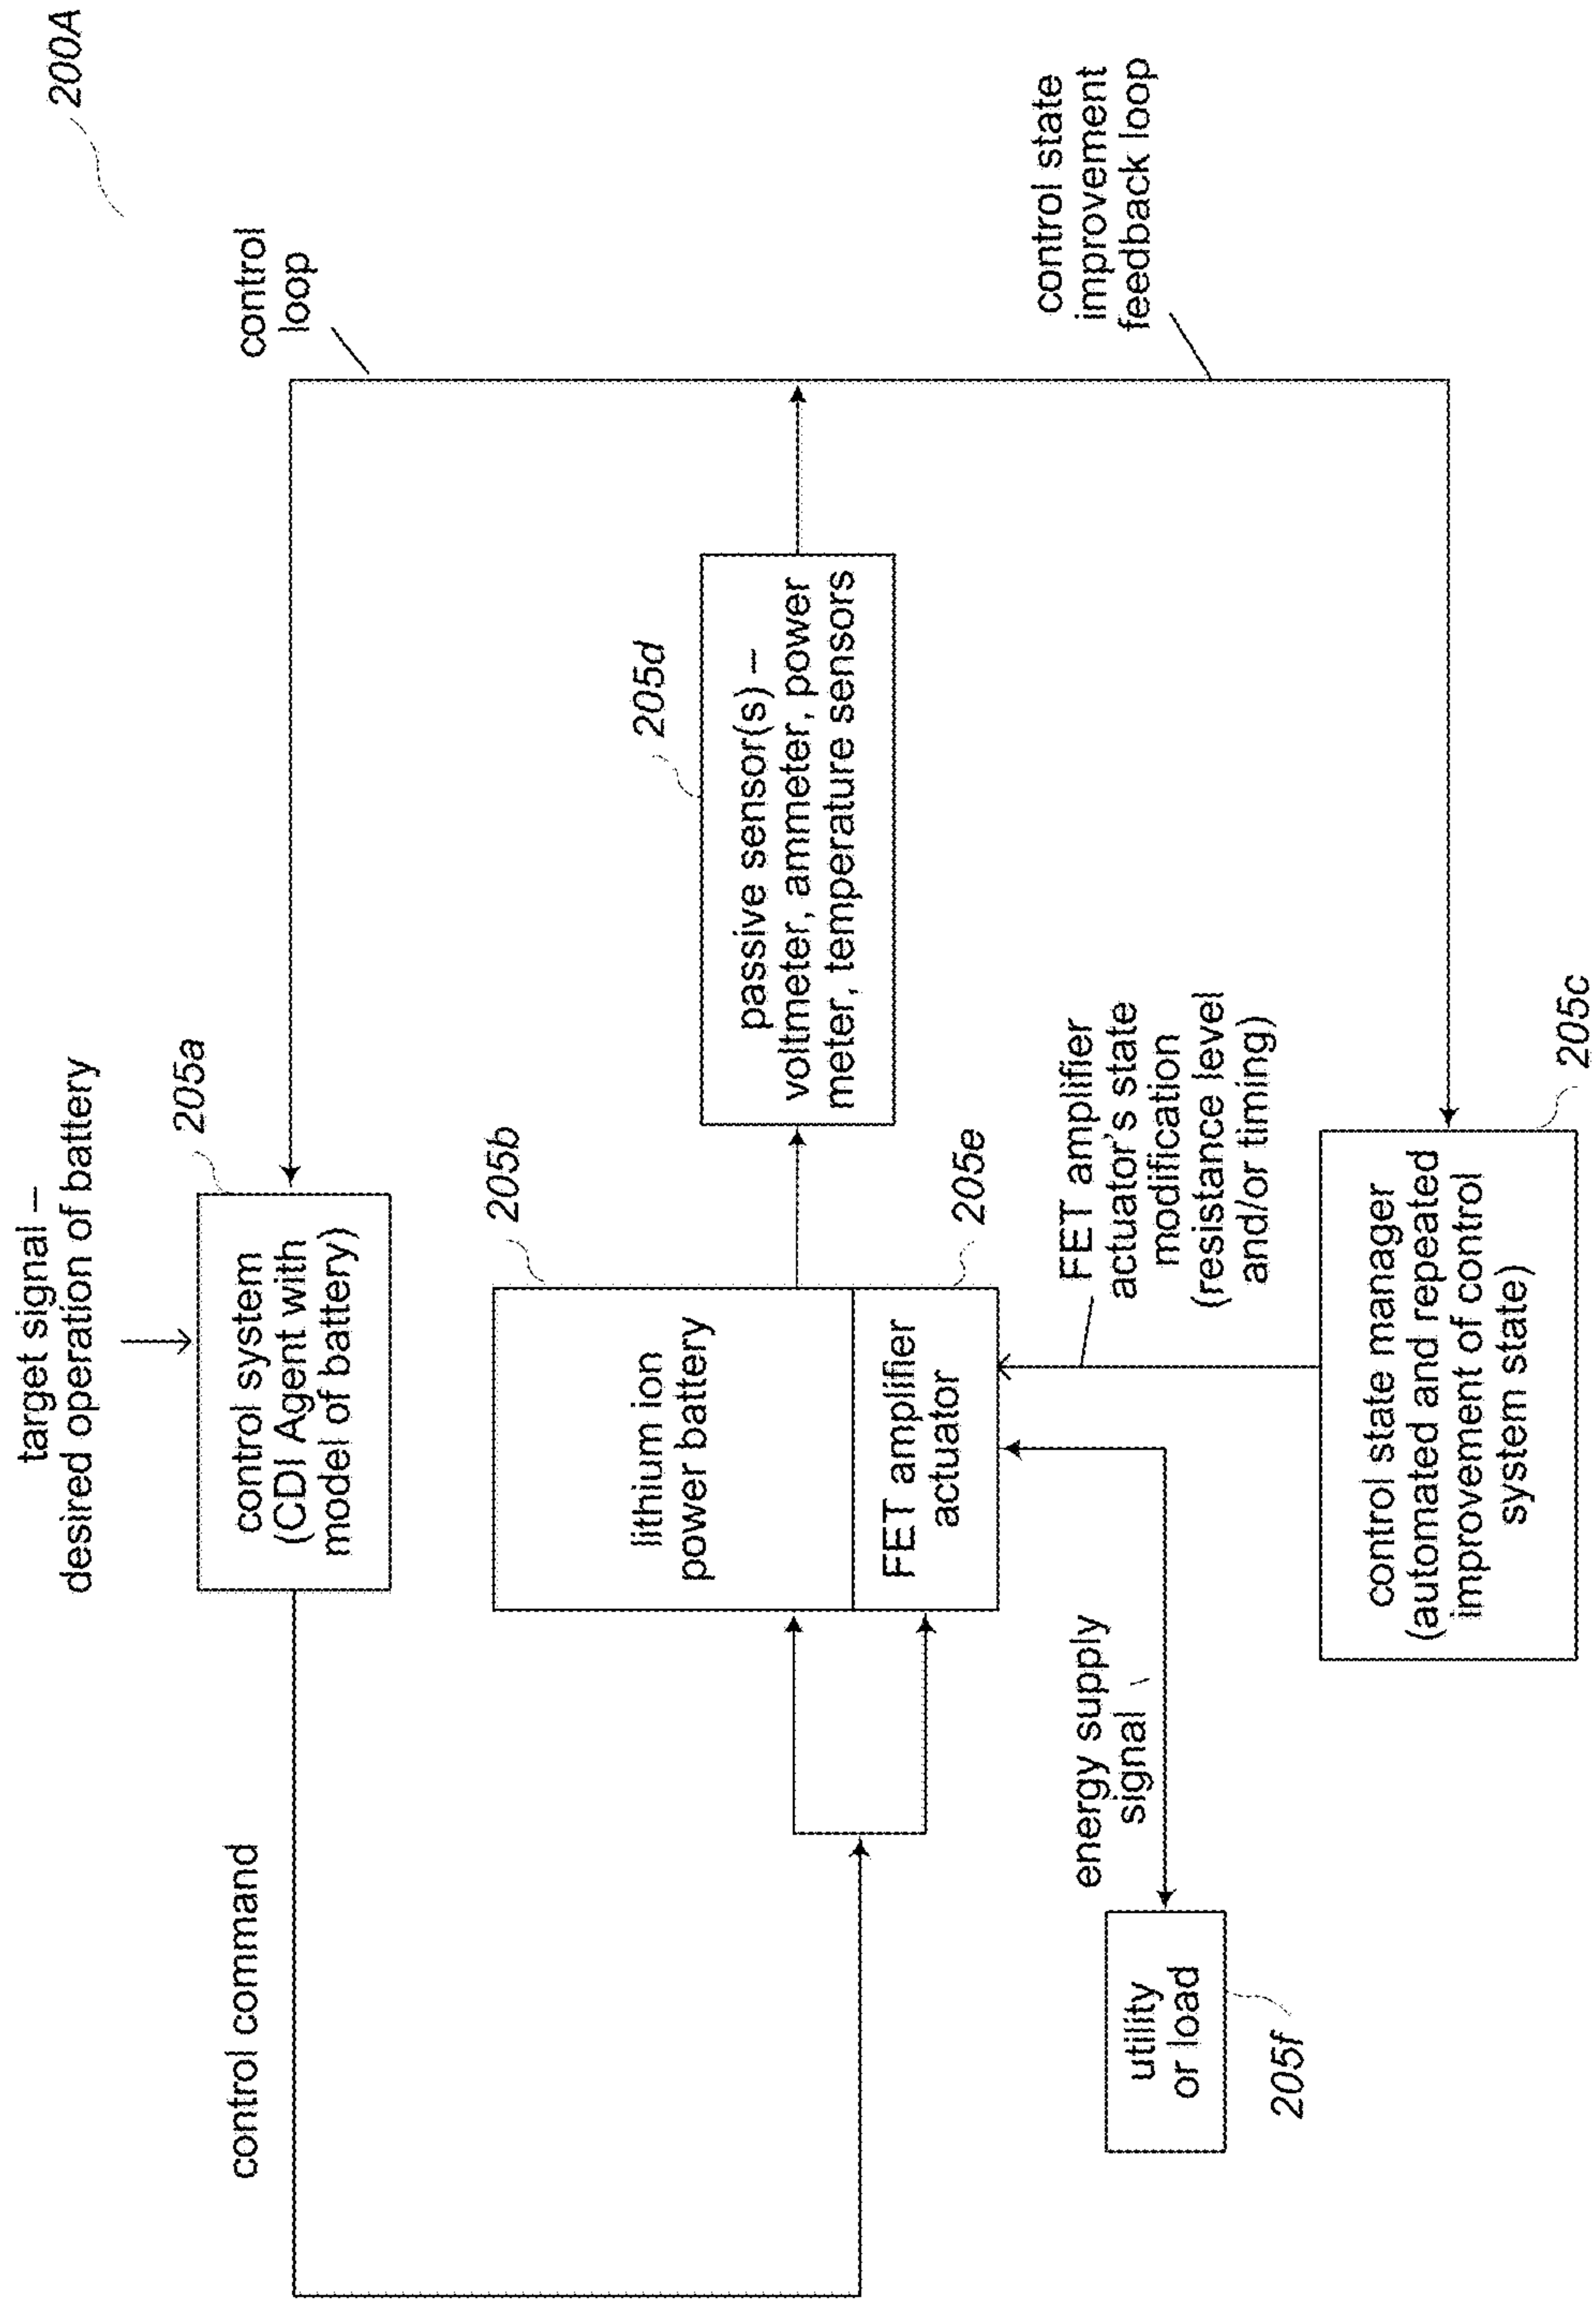 200A
target signal –
desired operation of battery
205a
control system
(CDI Agent with
model of battery)
control
loop
control command
205b
lithium ion
power battery
205e
FET amplifier
actuator
205d
passive sensor(s) –
voltmeter, ammeter, power
meter, temperature sensors
energy supply
signal
utility
or load
205f
FET amplifier
actuator's state
modification
(resistance level
and/or timing)
control state
improvement
feedback loop
control state manager
(automated and repeated
improvement of control
system state)
205c